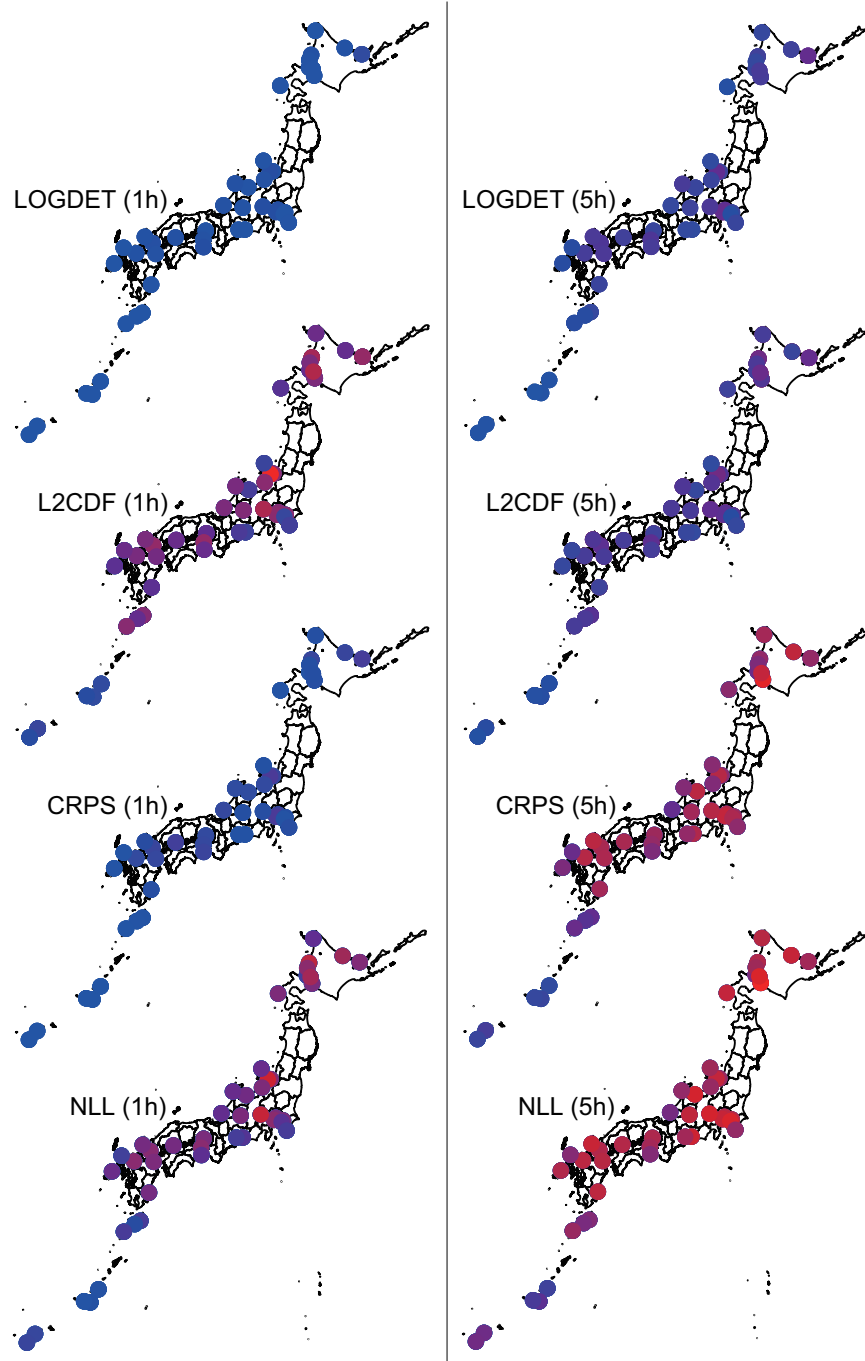 LOGDET (1h)
LOGDET (5h)
L2CDF (1h)
L2CDF (5h)
CRPS (1h)
CRPS (5h)
NLL (1h)
NLL (5h)